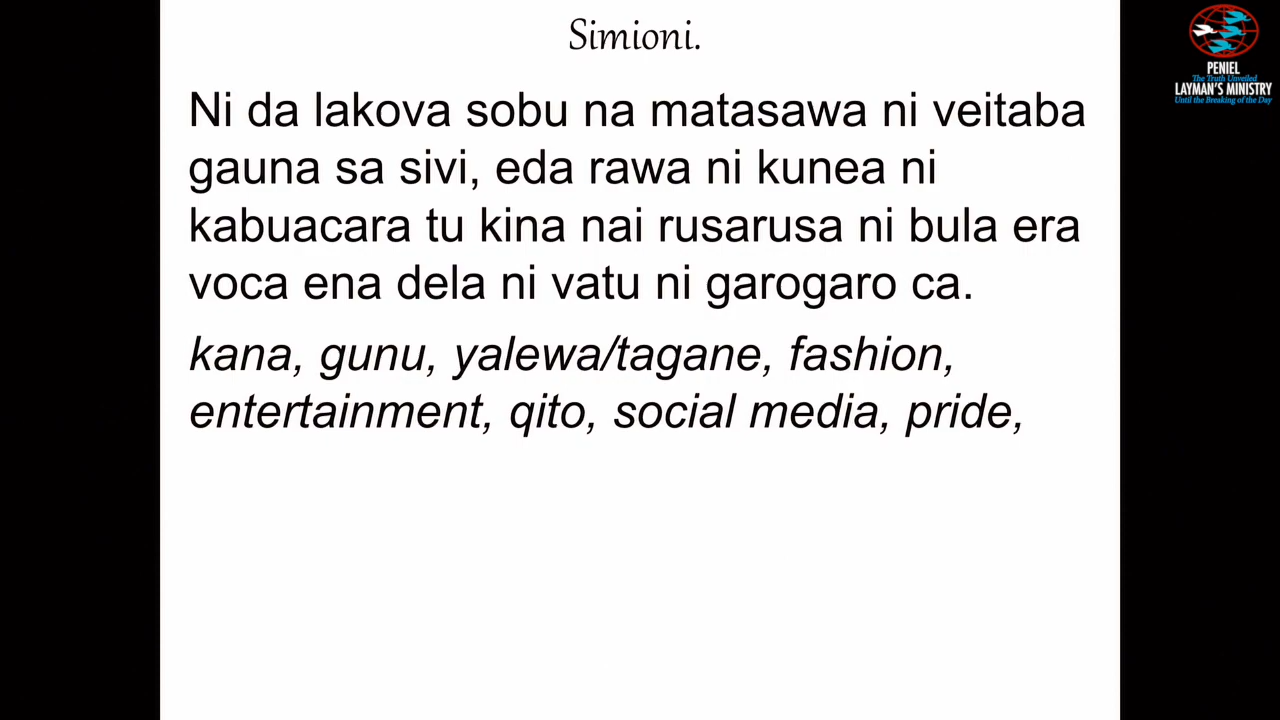 Simioni.
Ni da lakova sobu na matasawa ni veitaba
gauna sa sivi, eda rawa ni kunea ni
kabuacara tu kina nai rusarusa ni bula era
voca ena dela ni vatu ni garogaro ca.
kana, gunu, yalewa/tagane, fashion,
entertainment, qito, social media, pride,
PENIEL
The Truth Unveiled
LAYMAN'S MINISTRY
Until the Breaking of the Day